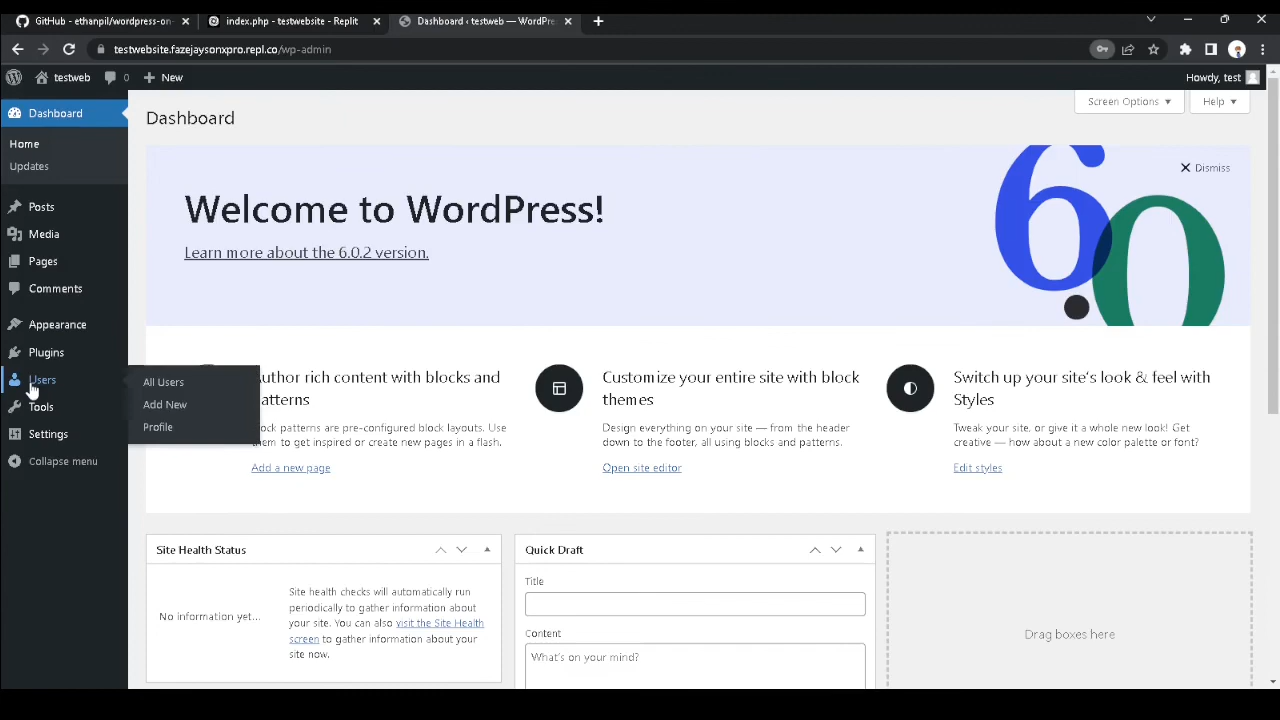 GitHub - ethanpil/wordpress-on-
index.php - testwebsite - Replit
Dashboard ‹ testweb — WordPre
testwebsite.fazejaysonxpro.repl.co/wp-admin
testweb
0
New
Howdy, test
Dashboard
Home
Updates
Posts
Media
Pages
Comments
Appearance
Plugins
Users
Tools
Settings
Collapse menu
All Users
Add New
Profile
Dashboard
Screen Options
Help
Welcome to WordPress!
Learn more about the 6.0.2 version.
60
Dismiss
Author rich content with blocks and
patterns
Block patterns are pre-configured block layouts. Use
them to get inspired or create new pages in a flash.
Add a new page
Customize your entire site with block
themes
Design everything on your site — from the header
down to the footer, all using blocks and patterns.
Open site editor
Switch up your site's look & feel with
Styles
Tweak your site, or give it a whole new look! Get
creative — how about a new color palette or font?
Edit styles
Site Health Status
No information yet...
Site health checks will automatically run
periodically to gather information about
your site. You can also visit the Site Health
screen to gather information about your
site now.
Quick Draft
Title
Content
What's on your mind?
Drag boxes here